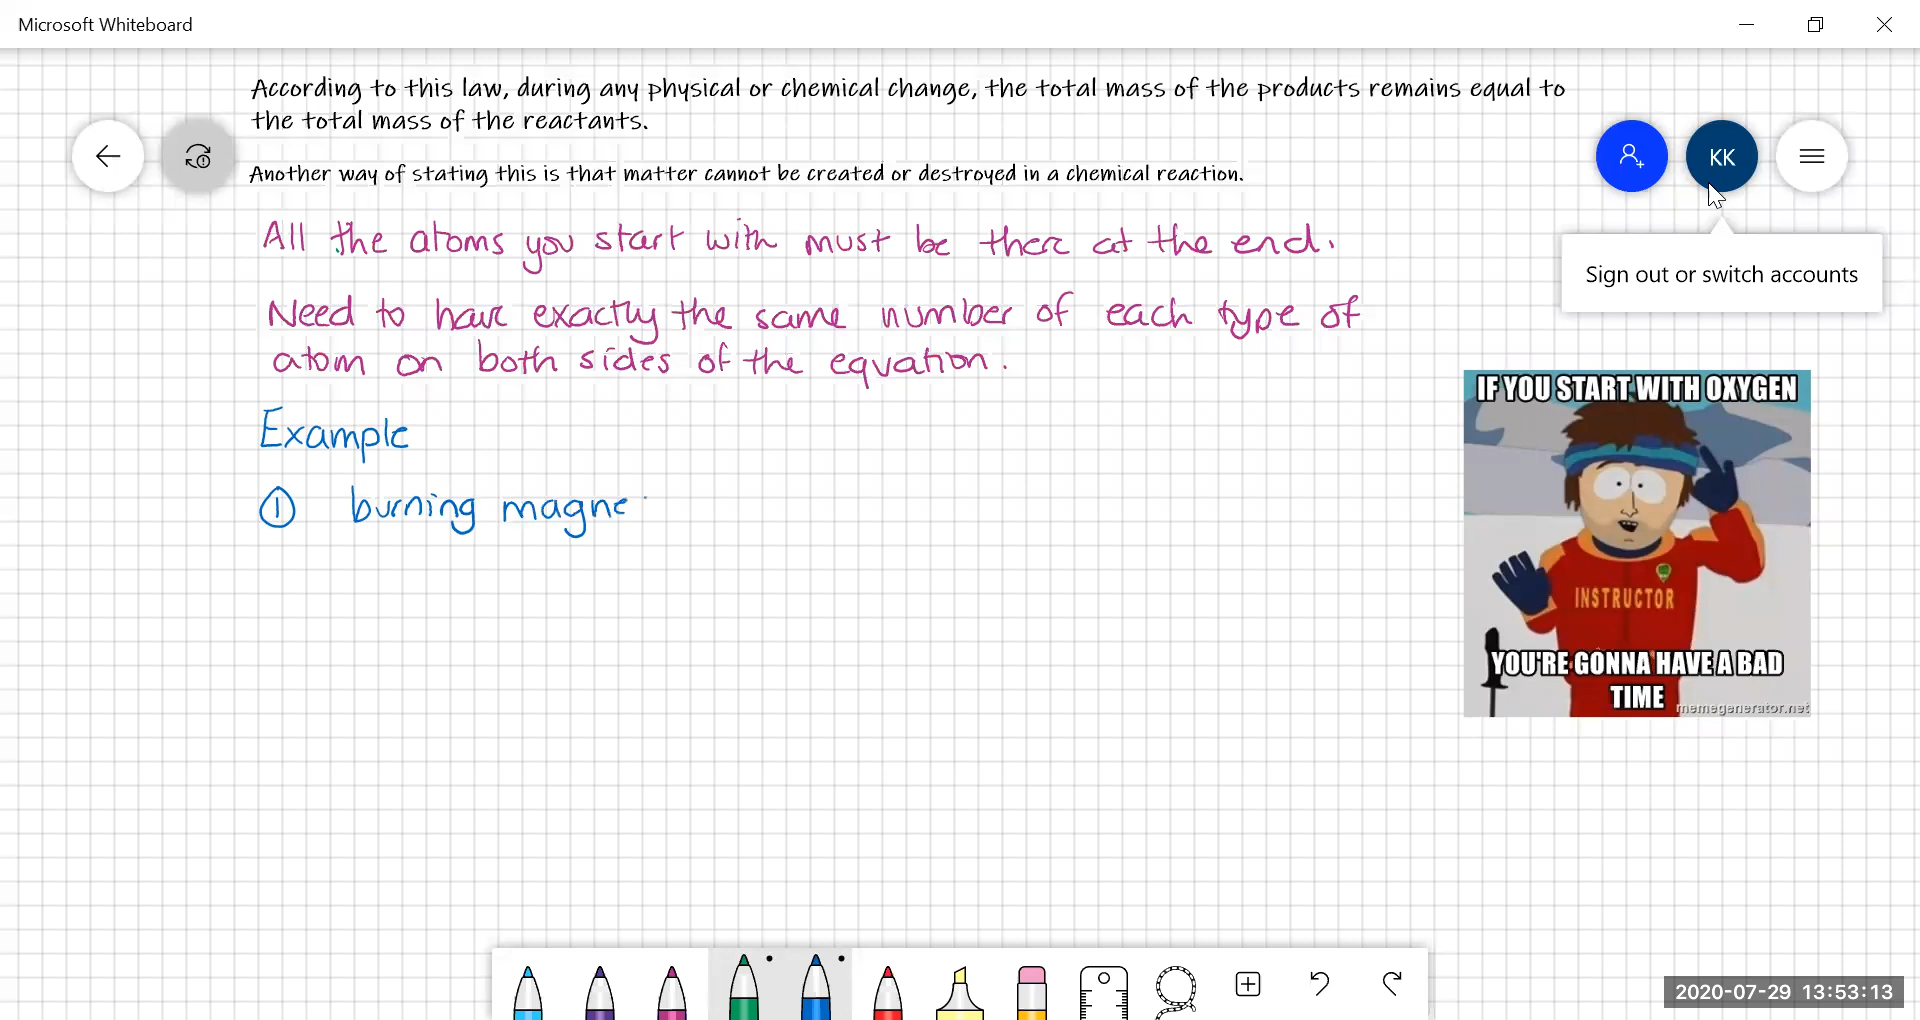 Microsoft Whiteboard
According to this law, during any physical or chemical change, the total mass of the products remains equal to
the total mass of the reactants.
Another way of stating this is that matter cannot be created or destroyed in a chemical reaction.
KK
Sign out or switch accounts
All the atoms you start with must be there at the end.
Need to have exactly the same number of each type of
atom on both sides of the equation.
Example
① burning magne
IF YOU START WITH OXYGEN
INSTRUCTOR
YOU'RE GONNA HAVE A BAD
TIME
memegenerator.net
2020-07-29 13:53:13